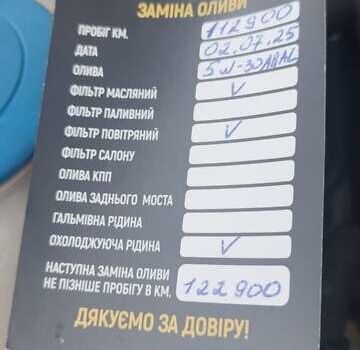 ЗАМІНА ОЛИВИ
ПРОБІГ КМ. 112900
ДАТА 02.07.25
ОЛИВА 5W-30 ARAL
ФІЛЬТР МАСЛЯНИЙ V
ФІЛЬТР ПАЛИВНИЙ
ФІЛЬТР ПОВІТРЯНИЙ V
ФІЛЬТР САЛОНУ
ОЛИВА КПП
ОЛИВА ЗАДНЬОГО МОСТА
ГАЛЬМІВНА РІДИНА
ОХОЛОДЖУЮЧА РІДИНА V
НАСТУПНА ЗАМІНА ОЛИВИ
НЕ ПІЗНІШЕ ПРОБІГУ В КМ. 122900
ДЯКУЄМО ЗА ДОВІРУ!